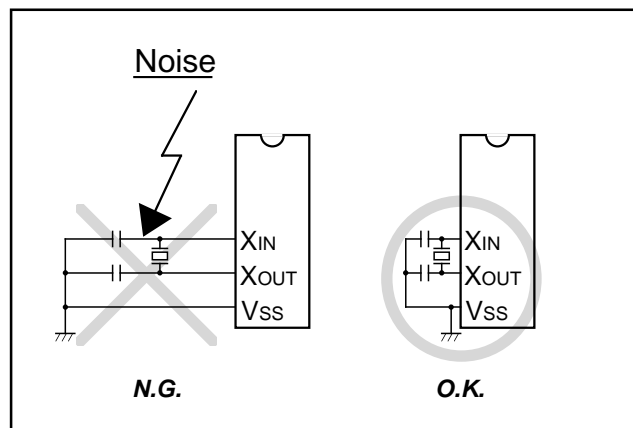 Noise
XIN
XOUT
VSS
N.G.
XIN
XOUT
VSS
O.K.